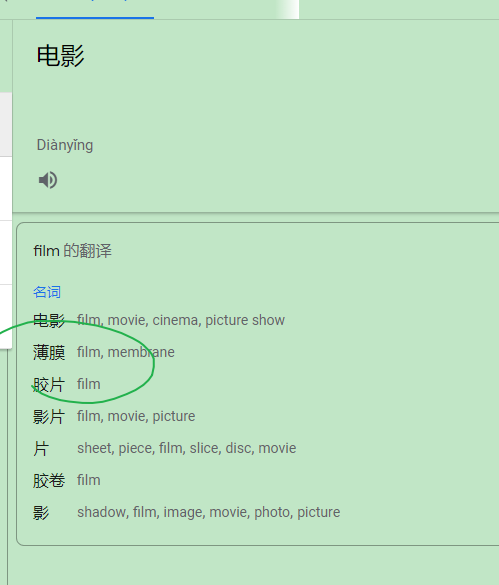 电影
Diànyǐng
film 的翻译
名词
电影 film, movie, cinema, picture show
薄膜 film, membrane
胶片 film
影片 film, movie, picture
片 sheet, piece, film, slice, disc, movie
胶卷 film
影 shadow, film, image, movie, photo, picture